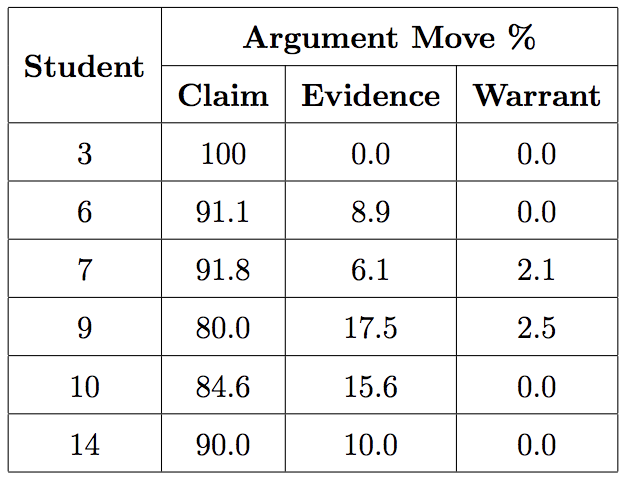 Student Argument Move %
Claim Evidence Warrant
3 100 0.0 0.0
6 91.1 8.9 0.0
7 91.8 6.1 2.1
9 80.0 17.5 2.5
10 84.6 15.6 0.0
14 90.0 10.0 0.0